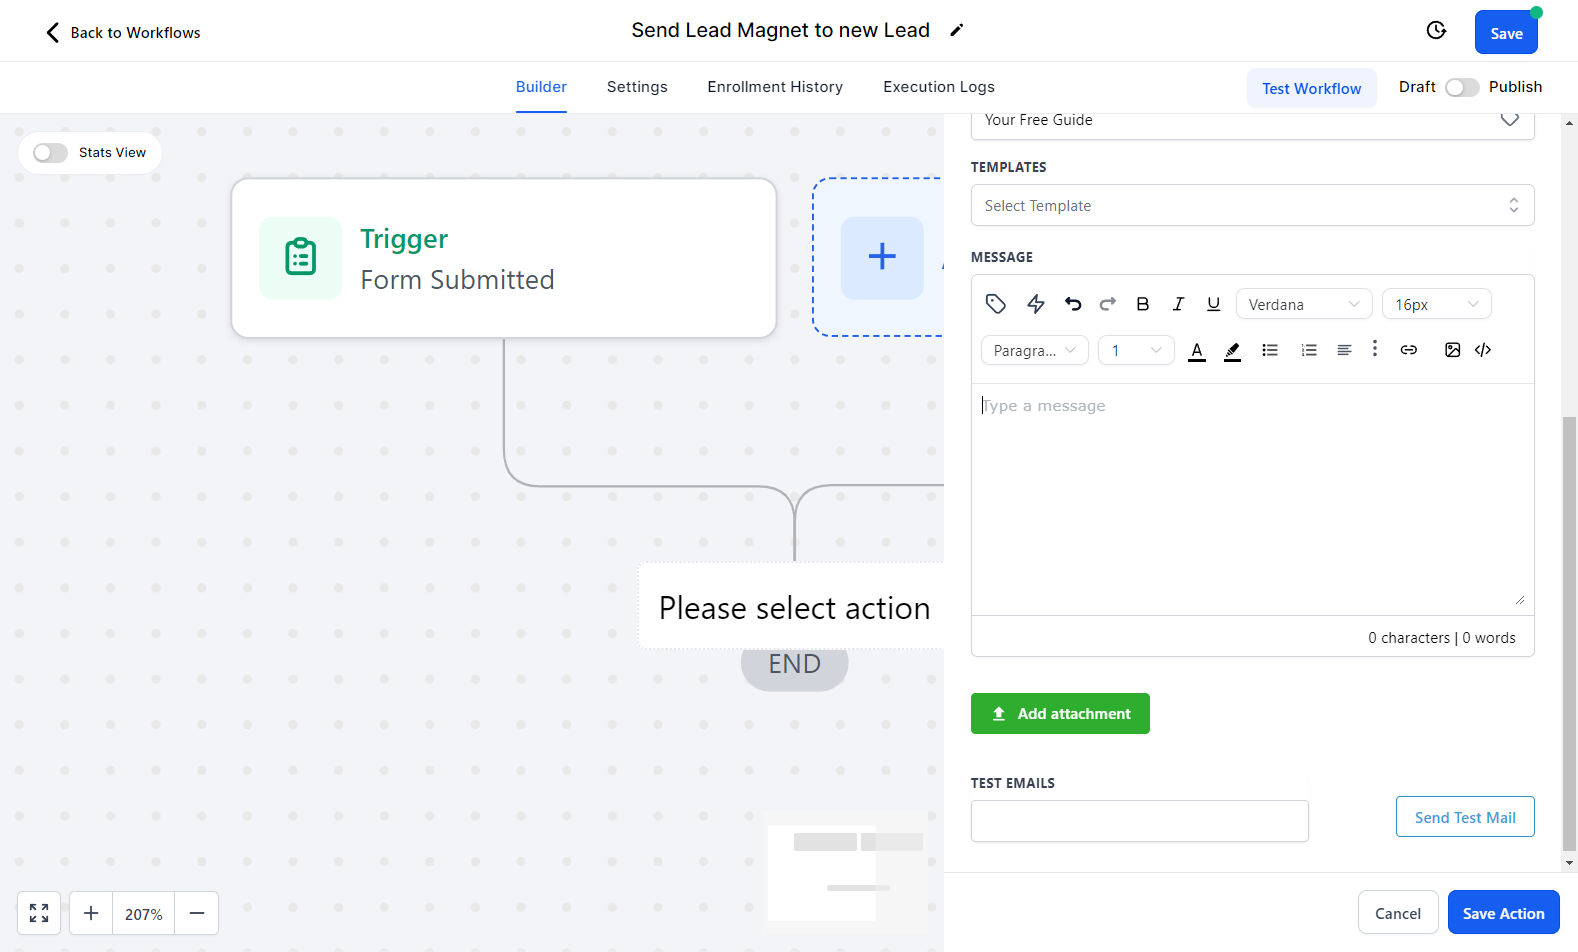 Back to Workflows
Send Lead Magnet to new Lead
Save
Builder
Settings
Enrollment History
Execution Logs
Test Workflow
Draft
Publish
Stats View
Trigger
Form Submitted
Please select action
END
207%
Your Free Guide
TEMPLATES
Select Template
MESSAGE
B
I
U
Verdana
16px
Paragra...
1
A
Type a message
0 characters | 0 words
Add attachment
TEST EMAILS
Send Test Mail
Cancel
Save Action